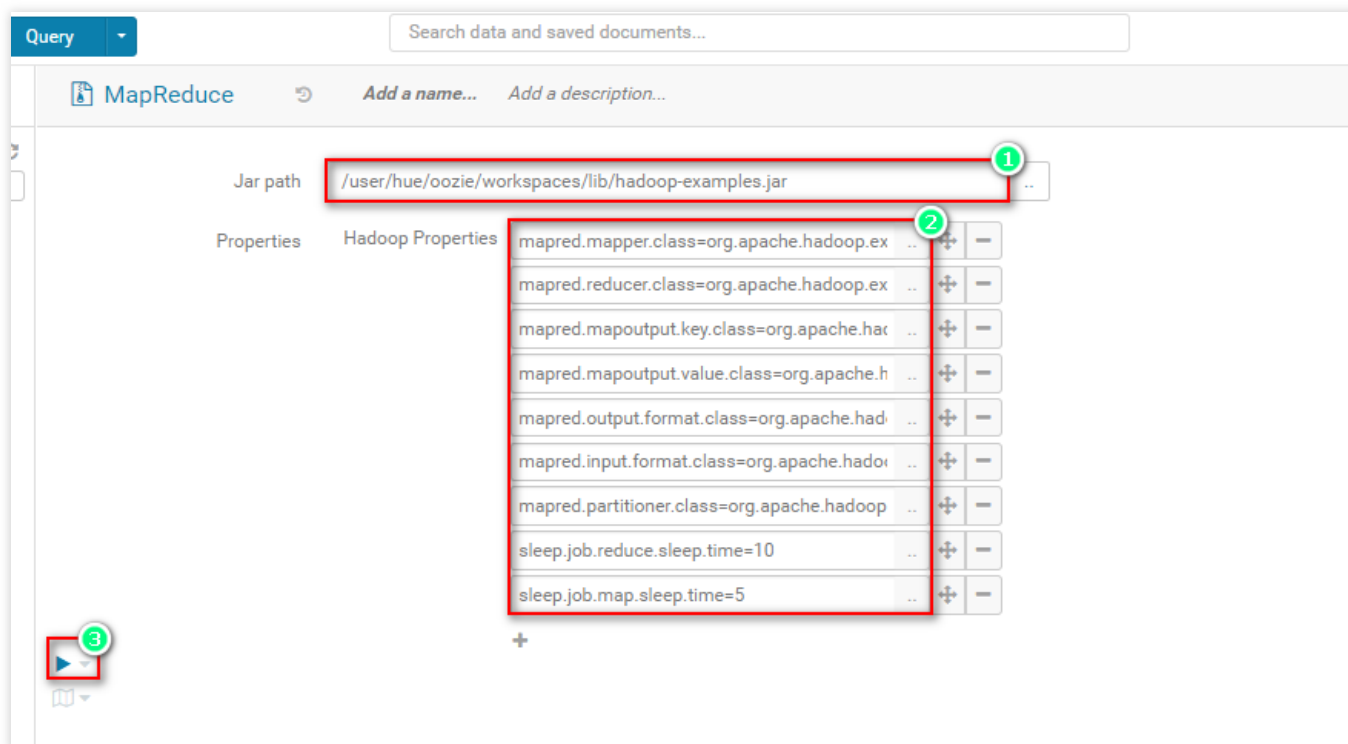 Query
Search data and saved documents...
MapReduce Add a name... Add a description...
1
Jar path /user/hue/oozie/workspaces/lib/hadoop-examples.jar ..
2
Properties Hadoop Properties mapred.mapper.class=org.apache.hadoop.ex ..
mapred.reducer.class=org.apache.hadoop.ex ..
mapred.mapoutput.key.class=org.apache.hac ..
mapred.mapoutput.value.class=org.apache.h ..
mapred.output.format.class=org.apache.had ..
mapred.input.format.class=org.apache.hado ..
mapred.partitioner.class=org.apache.hadoop ..
sleep.job.reduce.sleep.time=10 ..
sleep.job.map.sleep.time=5 ..
3